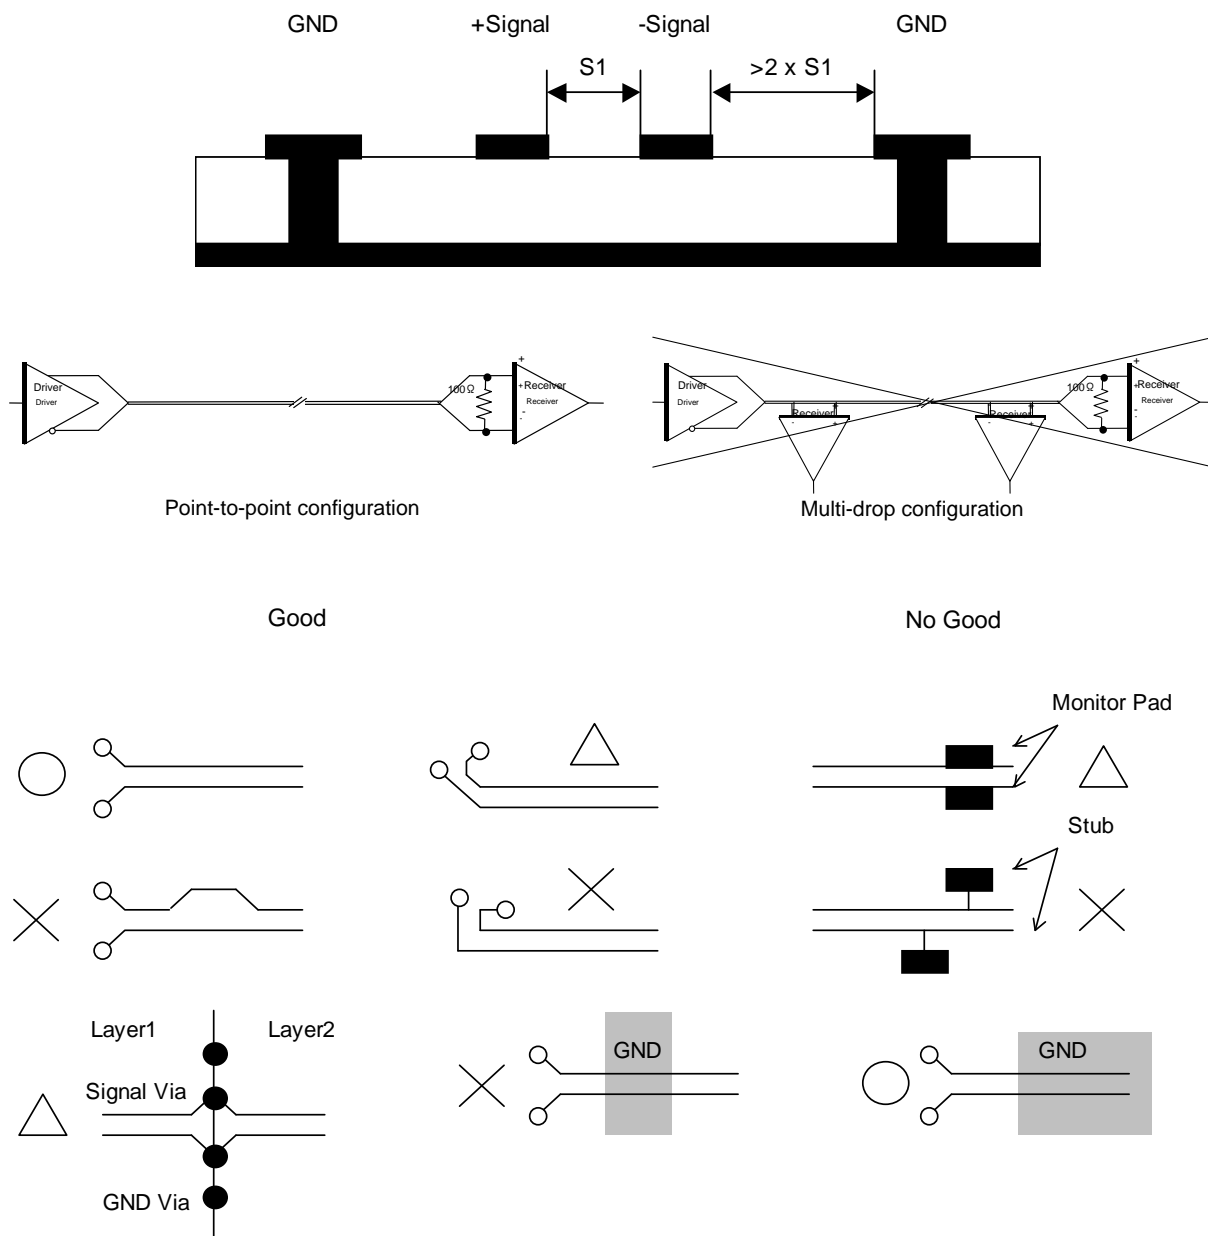 GND +Signal -Signal GND
S1 >2 x S1
Driver
Driver
100Ω
+
+
Receiver
Receiver
-
-
Driver
Driver
Receiver
- +
Receiver
- +
100Ω
+
+
Receiver
Receiver
-
-
Point-to-point configuration
Multi-drop configuration
Good
No Good
Monitor Pad
Stub
Layer1 Layer2
Signal Via
GND Via
GND
GND